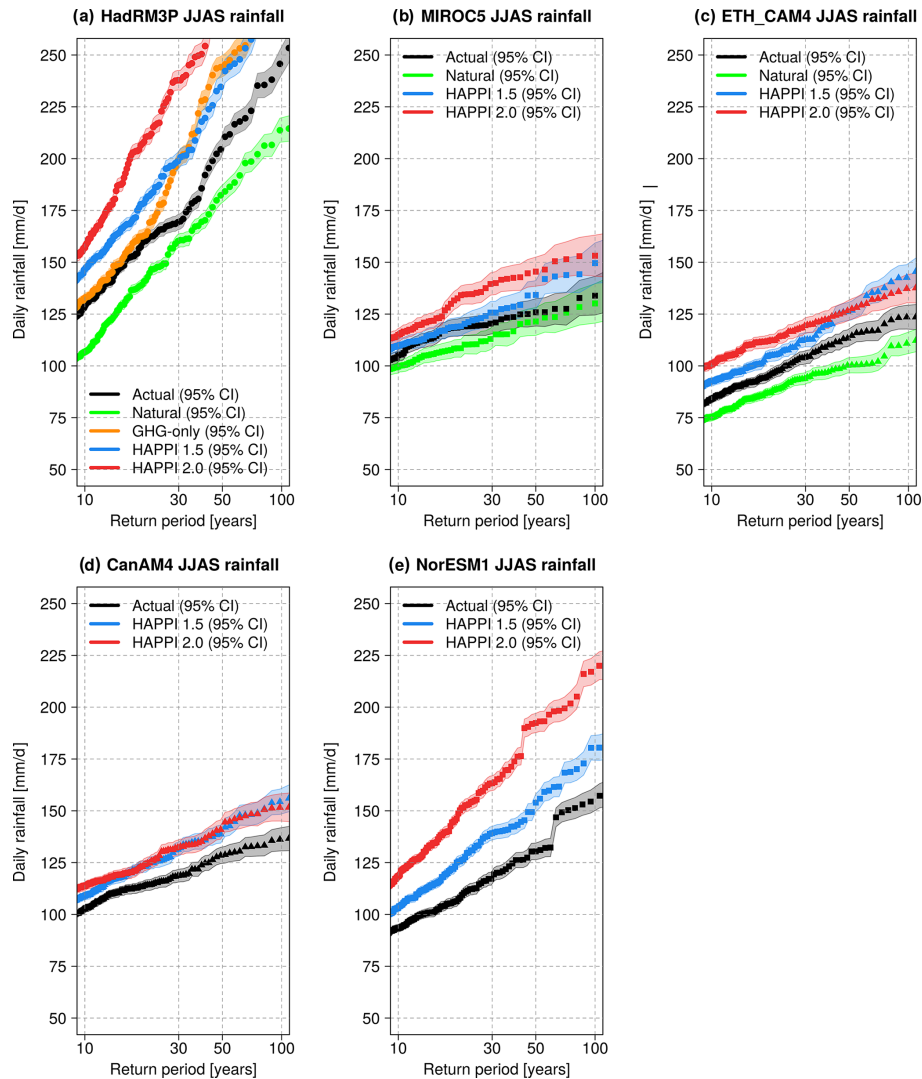 (a) HadRM3P JJAS rainfall
250
225
200
175
150
125
100
75
50
Daily rainfall [mm/d]
Actual (95% CI)
Natural (95% CI)
GHG-only (95% CI)
HAPPI 1.5 (95% CI)
HAPPI 2.0 (95% CI)
10 30 50 100
Return period [years]
(b) MIROC5 JJAS rainfall
250
225
200
175
150
125
100
75
50
Daily rainfall [mm/d]
Actual (95% CI)
Natural (95% CI)
HAPPI 1.5 (95% CI)
HAPPI 2.0 (95% CI)
10 30 50 100
Return period [years]
(c) ETH_CAM4 JJAS rainfall
250
225
200
175
150
125
100
75
50
Daily rainfall [mm/d]
Actual (95% CI)
Natural (95% CI)
HAPPI 1.5 (95% CI)
HAPPI 2.0 (95% CI)
10 30 50 100
Return period [years]
(d) CanAM4 JJAS rainfall
250
225
200
175
150
125
100
75
50
Daily rainfall [mm/d]
Actual (95% CI)
HAPPI 1.5 (95% CI)
HAPPI 2.0 (95% CI)
10 30 50 100
Return period [years]
(e) NorESM1 JJAS rainfall
250
225
200
175
150
125
100
75
50
Daily rainfall [mm/d]
Actual (95% CI)
HAPPI 1.5 (95% CI)
HAPPI 2.0 (95% CI)
10 30 50 100
Return period [years]